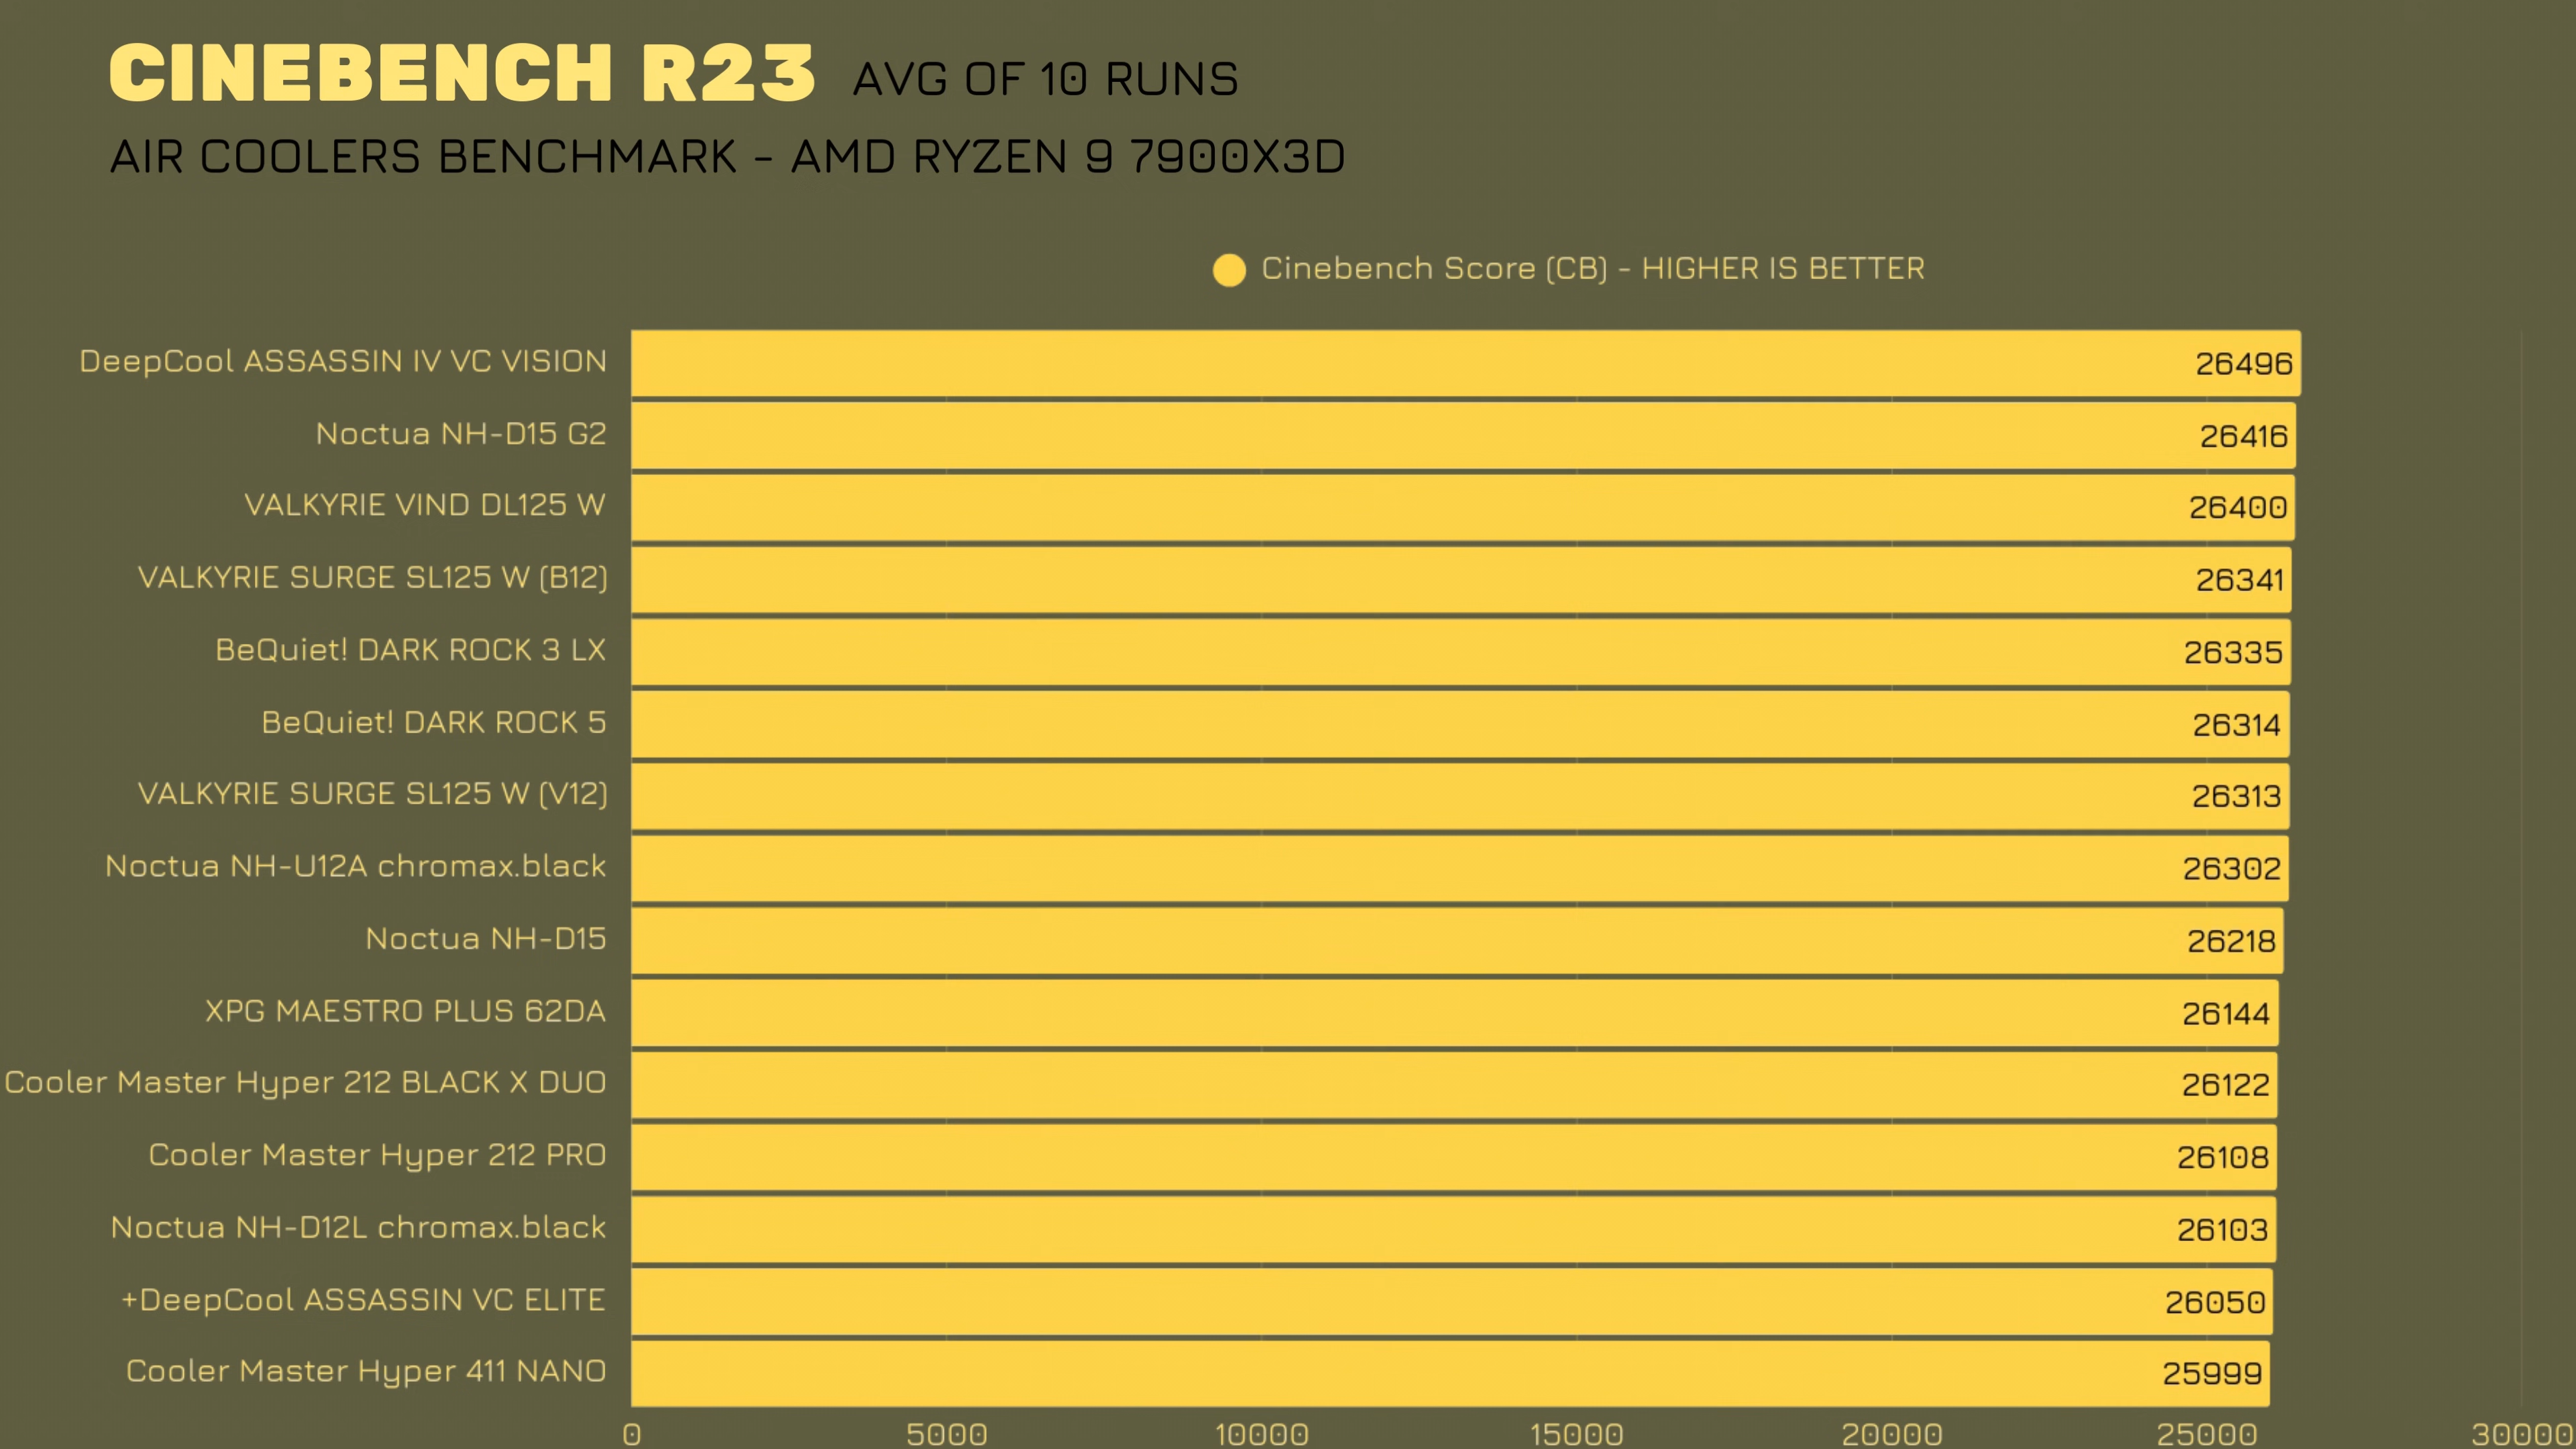 CINEBENCH R23 AVG OF 10 RUNS
AIR COOLERS BENCHMARK - AMD RYZEN 9 7900X3D
Cinebench Score (CB) - HIGHER IS BETTER
DeepCool ASSASSIN IV VC VISION 26496
Noctua NH-D15 G2 26416
VALKYRIE VIND DL125 W 26400
VALKYRIE SURGE SL125 W (B12) 26341
BeQuiet! DARK ROCK 3 LX 26335
BeQuiet! DARK ROCK 5 26314
VALKYRIE SURGE SL125 W (V12) 26313
Noctua NH-U12A chromax.black 26302
Noctua NH-D15 26218
XPG MAESTRO PLUS 62DA 26144
Cooler Master Hyper 212 BLACK X DUO 26122
Cooler Master Hyper 212 PRO 26108
Noctua NH-D12L chromax.black 26103
+DeepCool ASSASSIN VC ELITE 26050
Cooler Master Hyper 411 NANO 25999
0 5000 10000 15000 20000 25000 30000